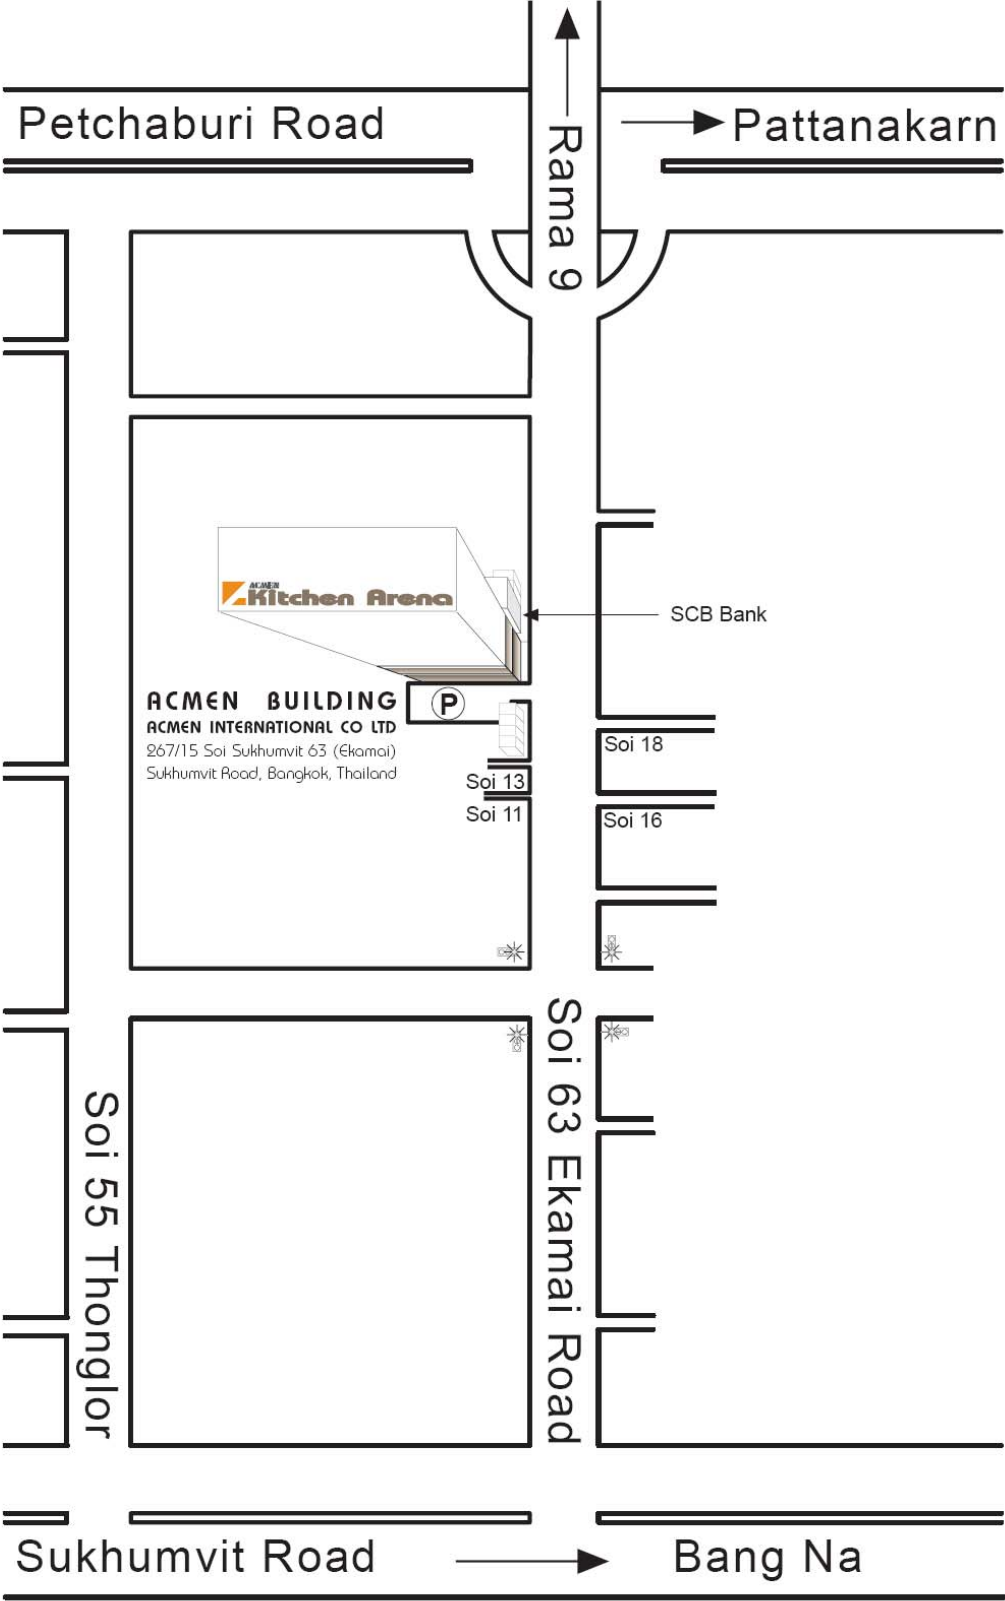 Petchaburi Road
Pattanakarn
Rama 9
ACMEN
Kitchen Arena
SCB Bank
ACMEN BUILDING
P
ACMEN INTERNATIONAL CO LTD
267/15 Soi Sukhumvit 63 (Ekamai)
Sukhumvit Road, Bangkok, Thailand
Soi 18
Soi 13
Soi 11
Soi 16
Soi 63 Ekamai Road
Soi 55 Thonglor
Sukhumvit Road
Bang Na